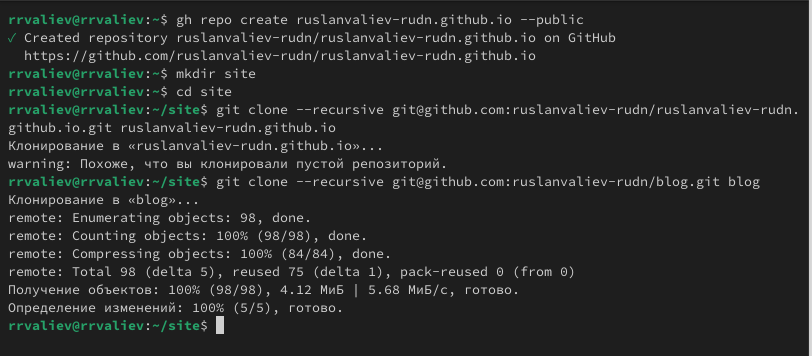 rrvaliev@rrvaliev:~$ gh repo create ruslanvaliev-rudn.github.io --public
✓ Created repository ruslanvaliev-rudn/ruslanvaliev-rudn.github.io on GitHub
  https://github.com/ruslanvaliev-rudn/ruslanvaliev-rudn.github.io
rrvaliev@rrvaliev:~$ mkdir site
rrvaliev@rrvaliev:~$ cd site
rrvaliev@rrvaliev:~/site$ git clone --recursive git@github.com:ruslanvaliev-rudn/ruslanvaliev-rudn.
github.io.git ruslanvaliev-rudn.github.io
Клонирование в «ruslanvaliev-rudn.github.io»...
warning: Похоже, что вы клонировали пустой репозиторий.
rrvaliev@rrvaliev:~/site$ git clone --recursive git@github.com:ruslanvaliev-rudn/blog.git blog
Клонирование в «blog»...
remote: Enumerating objects: 98, done.
remote: Counting objects: 100% (98/98), done.
remote: Compressing objects: 100% (84/84), done.
remote: Total 98 (delta 5), reused 75 (delta 1), pack-reused 0 (from 0)
Получение объектов: 100% (98/98), 4.12 МиБ | 5.68 МиБ/с, готово.
Определение изменений: 100% (5/5), готово.
rrvaliev@rrvaliev:~/site$